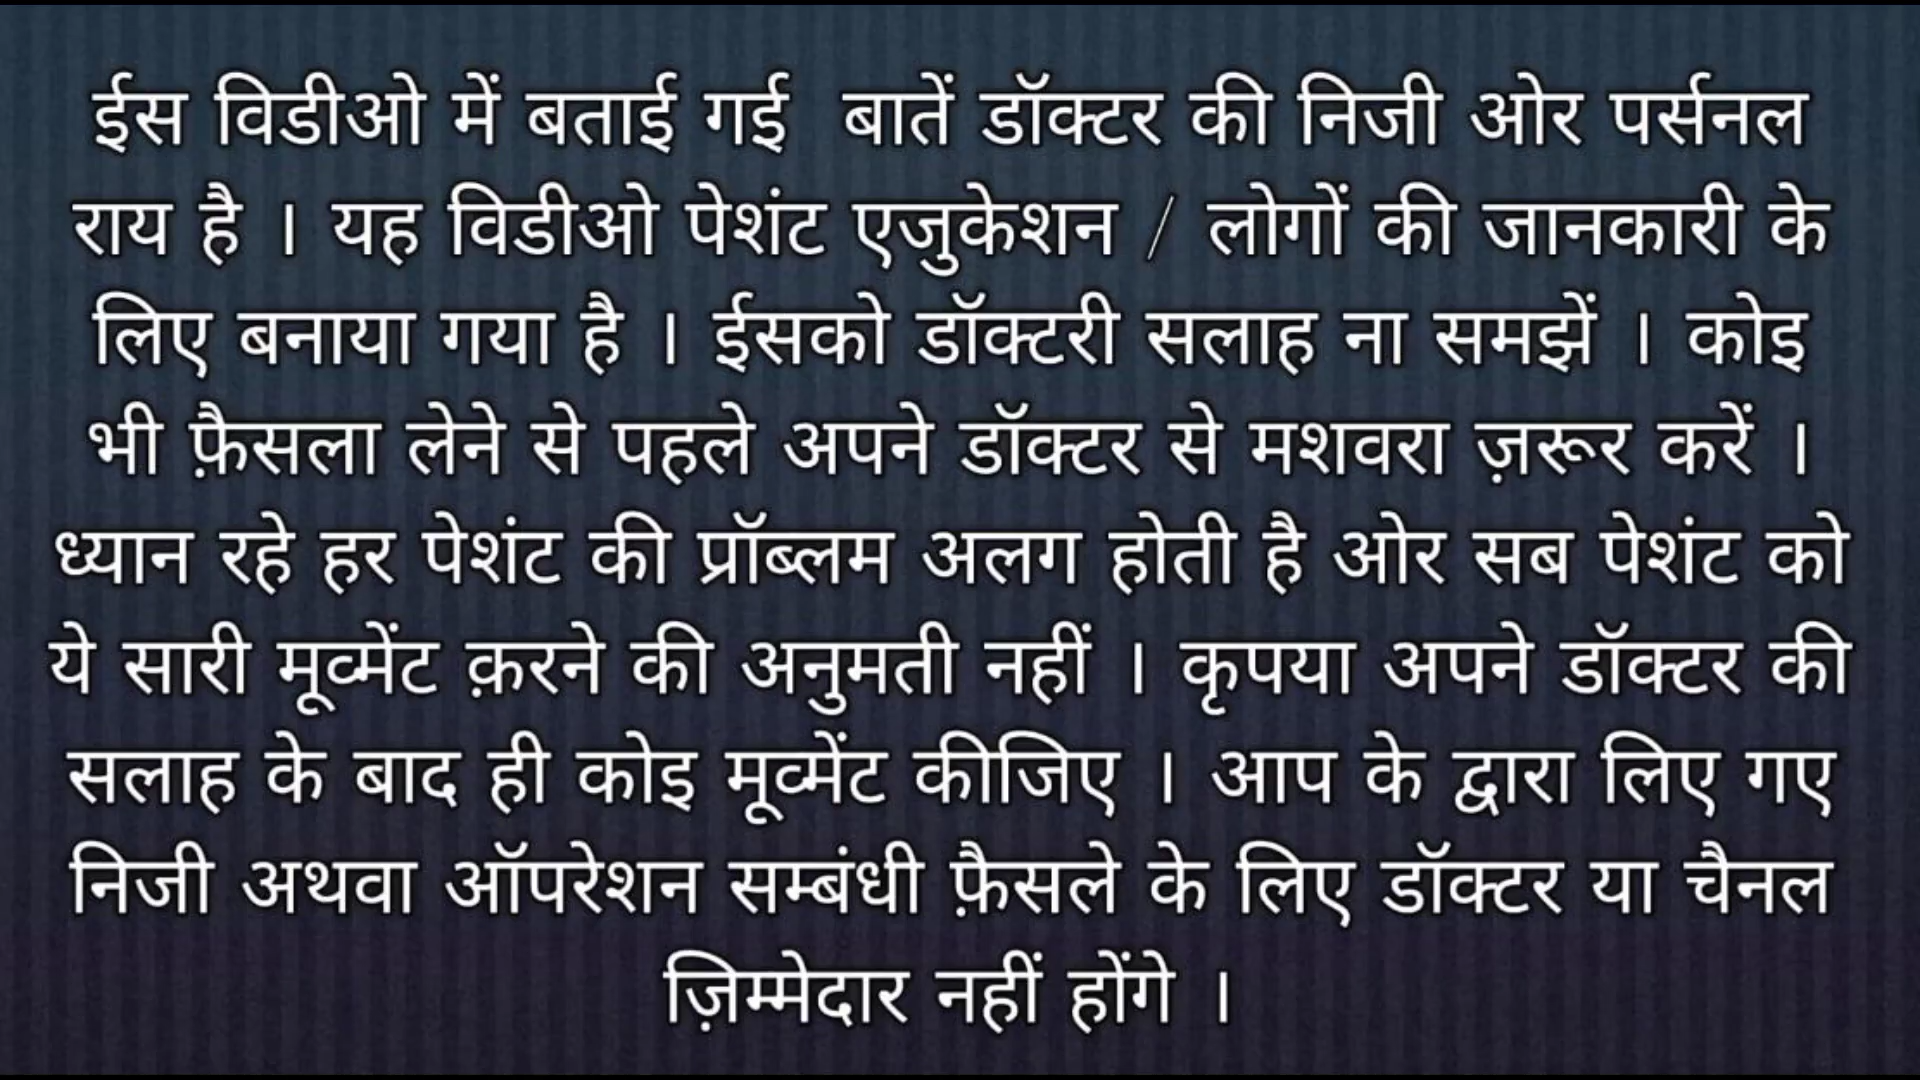 ईस विडीओ में बताई गई बातें डॉक्टर की निजी ओर पर्सनल
राय है । यह विडीओ पेशंट एजुकेशन / लोगों की जानकारी के
लिए बनाया गया है । ईसको डॉक्टरी सलाह ना समझें । कोइ
भी फ़ैसला लेने से पहले अपने डॉक्टर से मशवरा ज़रूर करें ।
ध्यान रहे हर पेशंट की प्रॉब्लम अलग होती है ओर सब पेशंट को
ये सारी मूव्मेंट क़रने की अनुमती नहीं । कृपया अपने डॉक्टर की
सलाह के बाद ही कोइ मूव्मेंट कीजिए । आप के द्वारा लिए गए
निजी अथवा ऑपरेशन सम्बंधी फ़ैसले के लिए डॉक्टर या चैनल
ज़िम्मेदार नहीं होंगे ।